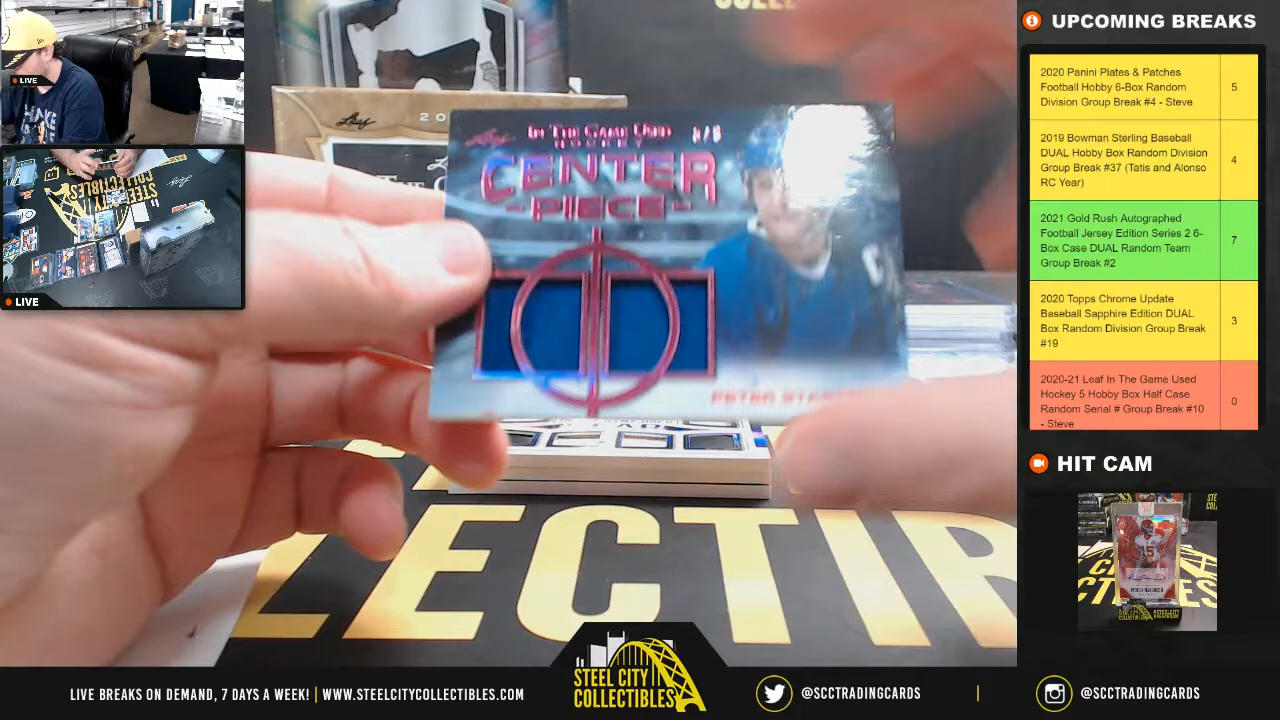 UPCOMING BREAKS
2020 Panini Plates & Patches
Football Hobby 6-Box Random
Division Group Break #4 - Steve
5
2019 Bowman Sterling Baseball
DUAL Hobby Box Random Division
Group Break #37 (Tatis and Alonso
RC Year)
4
2021 Gold Rush Autographed
Football Jersey Edition Series 2 6-
Box Case DUAL Random Team
Group Break #2
7
2020 Topps Chrome Update
Baseball Sapphire Edition DUAL
Box Random Division Group Break
#19
3
2020-21 Leaf In The Game Used
Hockey 5 Hobby Box Half Case
Random Serial # Group Break #10
- Steve
0
HIT CAM
LIVE
LIVE
Leaf
20
Leaf
IN THE GAME USED
HOCKEY
CENTER
-PIECE-
PETER
LECTIB
STEEL CITY
COLLECTIBLES
LIVE BREAKS ON DEMAND, 7 DAYS A WEEK! | WWW.STEELCITYCOLLECTIBLES.COM
@SCCTRADINGCARDS
@SCCTRADINGCARDS